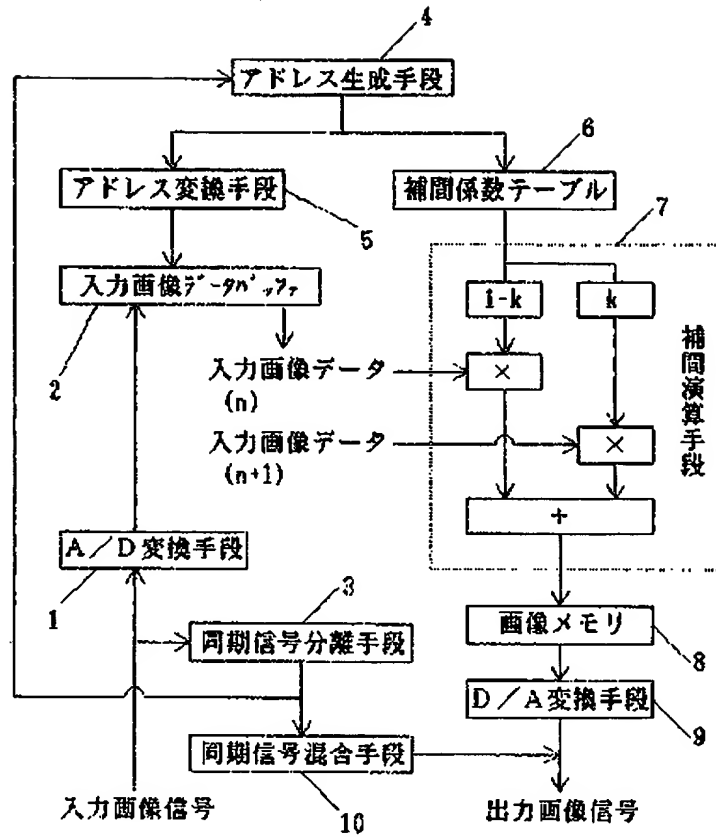 4
アドレス生成手段
6
アドレス変換手段
補間係数テーブル
5
7
入力画像データバッファ
1-k
k
2
入力画像データ
(n)
×
補間演算手段
入力画像データ
(n+1)
×
+
A/D変換手段
1
3
同期信号分離手段
画像メモリ
8
D/A変換手段
9
同期信号混合手段
入力画像信号
10
出力画像信号